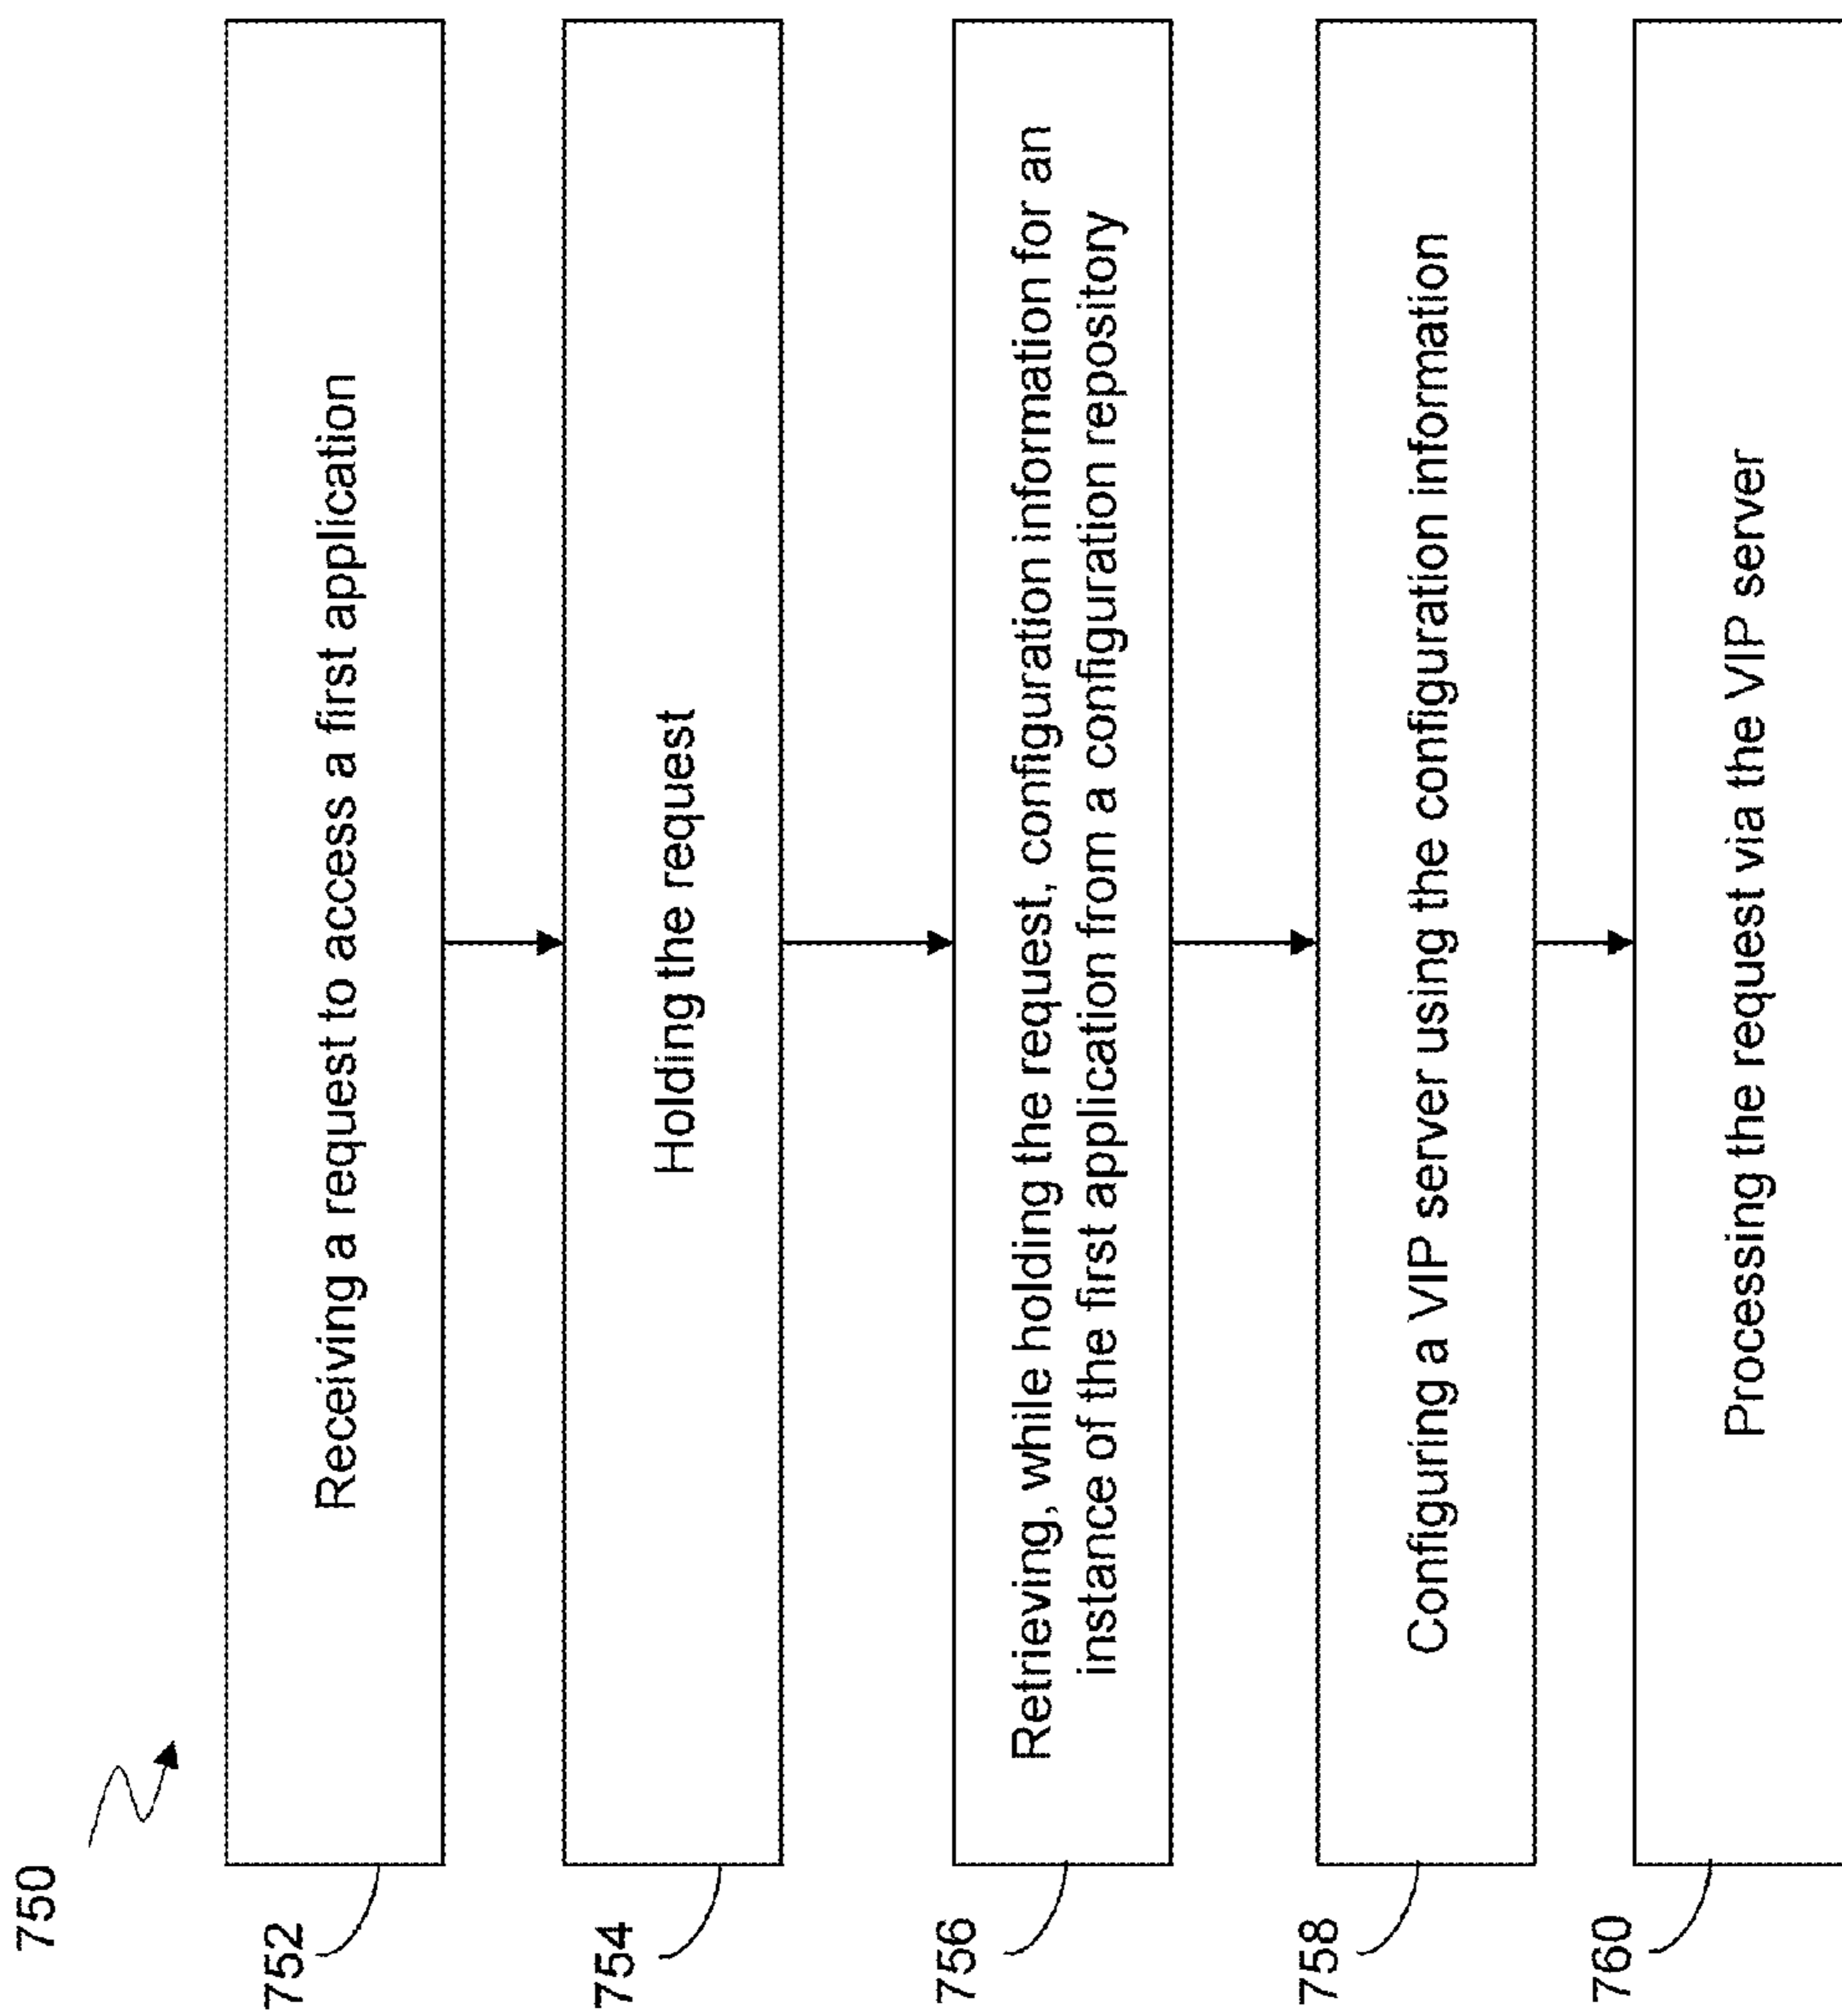 750
752
Receiving a request to access a first application
754
Holding the request
756
Retrieving, while holding the request, configuration information for an
instance of the first application from a configuration repository
758
Configuring a VIP server using the configuration information
760
Processing the request via the VIP server